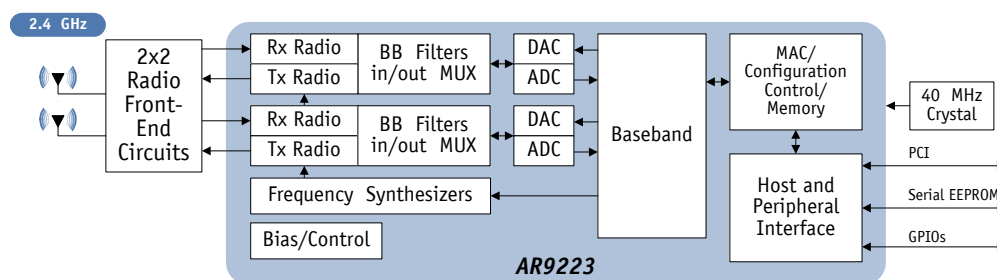 2.4 GHz
2x2
Radio
Front-
End
Circuits
Rx Radio
Tx Radio
BB Filters
in/out MUX
DAC
ADC
Rx Radio
Tx Radio
BB Filters
in/out MUX
DAC
ADC
Frequency Synthesizers
Bias/Control
Baseband
MAC/
Configuration
Control/
Memory
Host and
Peripheral
Interface
40 MHz
Crystal
PCI
Serial EEPROM
GPIOs
AR9223